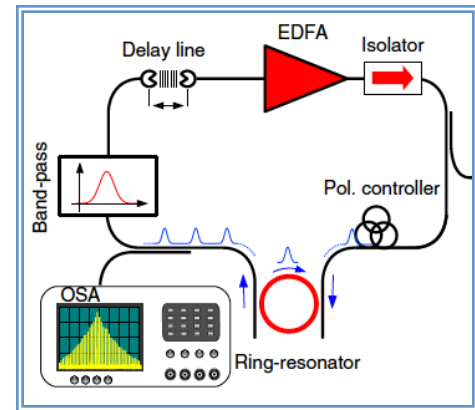 EDFA
Delay line
Isolator
Band-pass
Pol. controller
OSA
Ring-resonator